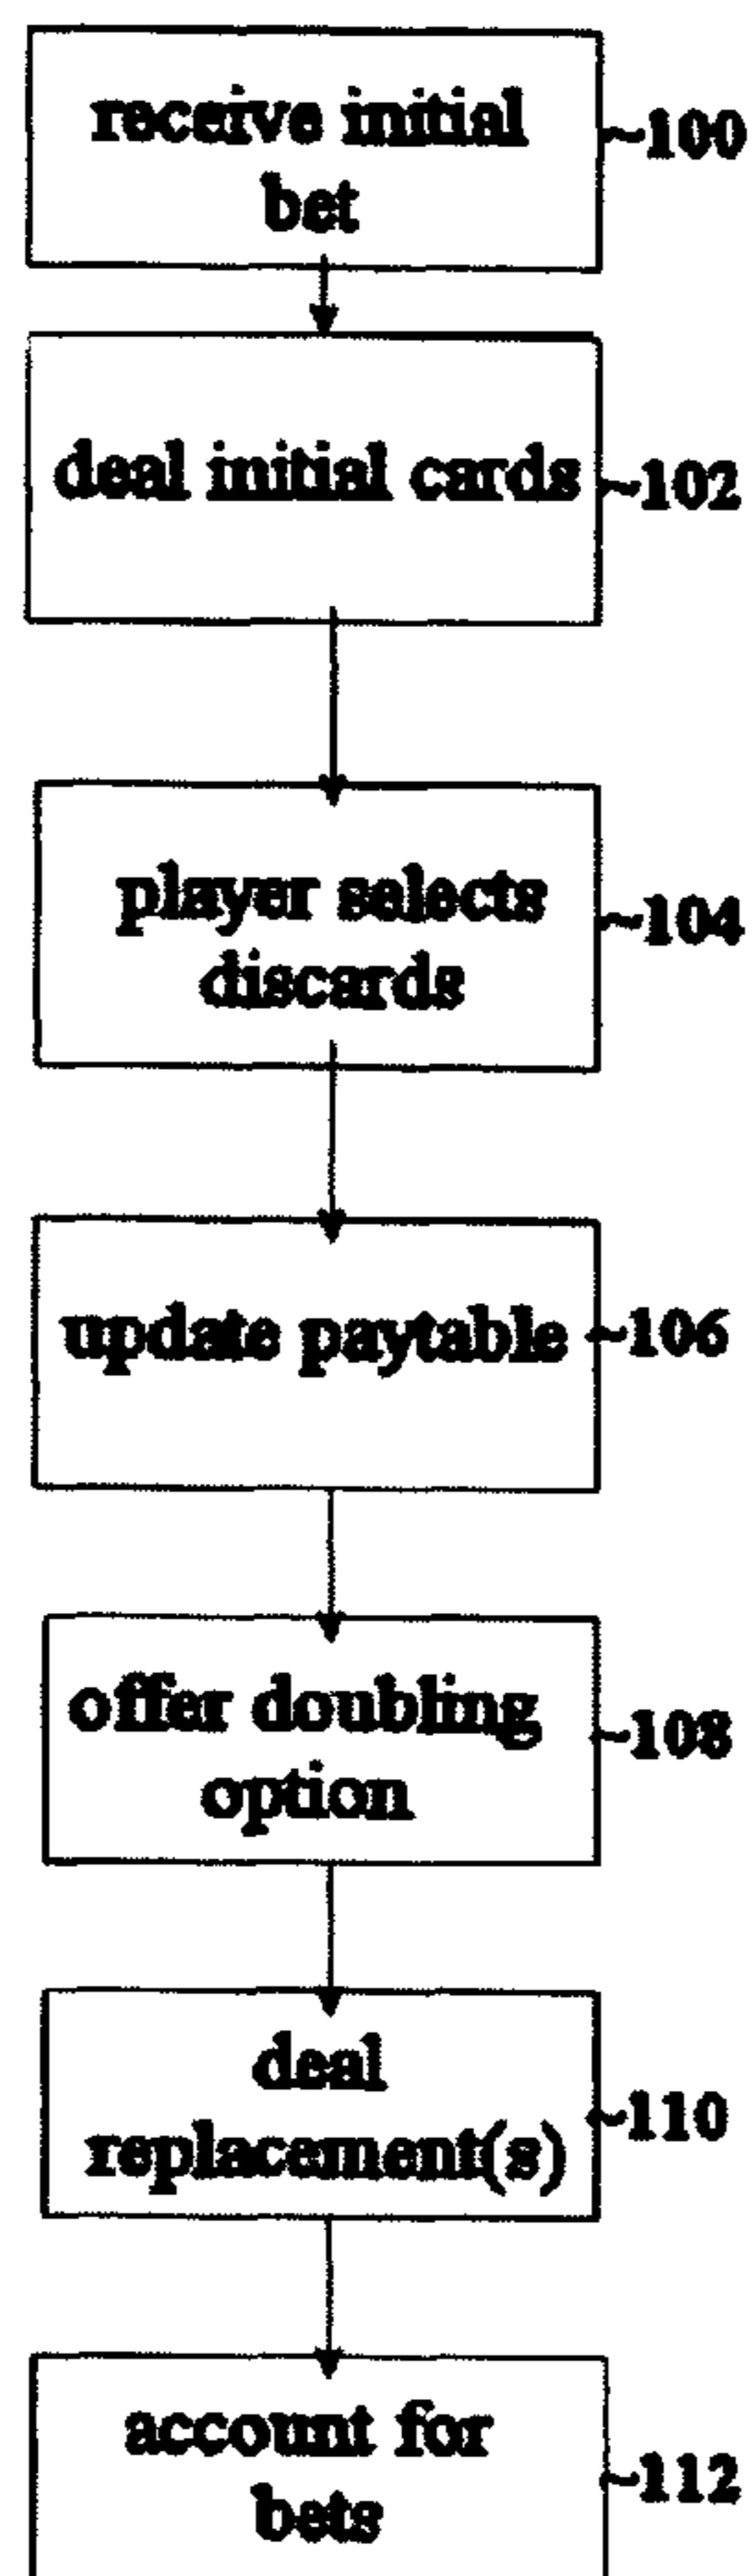 receive initial
bet
~100
deal initial cards
~102
player selects
discards
~104
update paytable
~106
offer doubling
option
~108
deal
replacement(s)
~110
account for
bets
~112